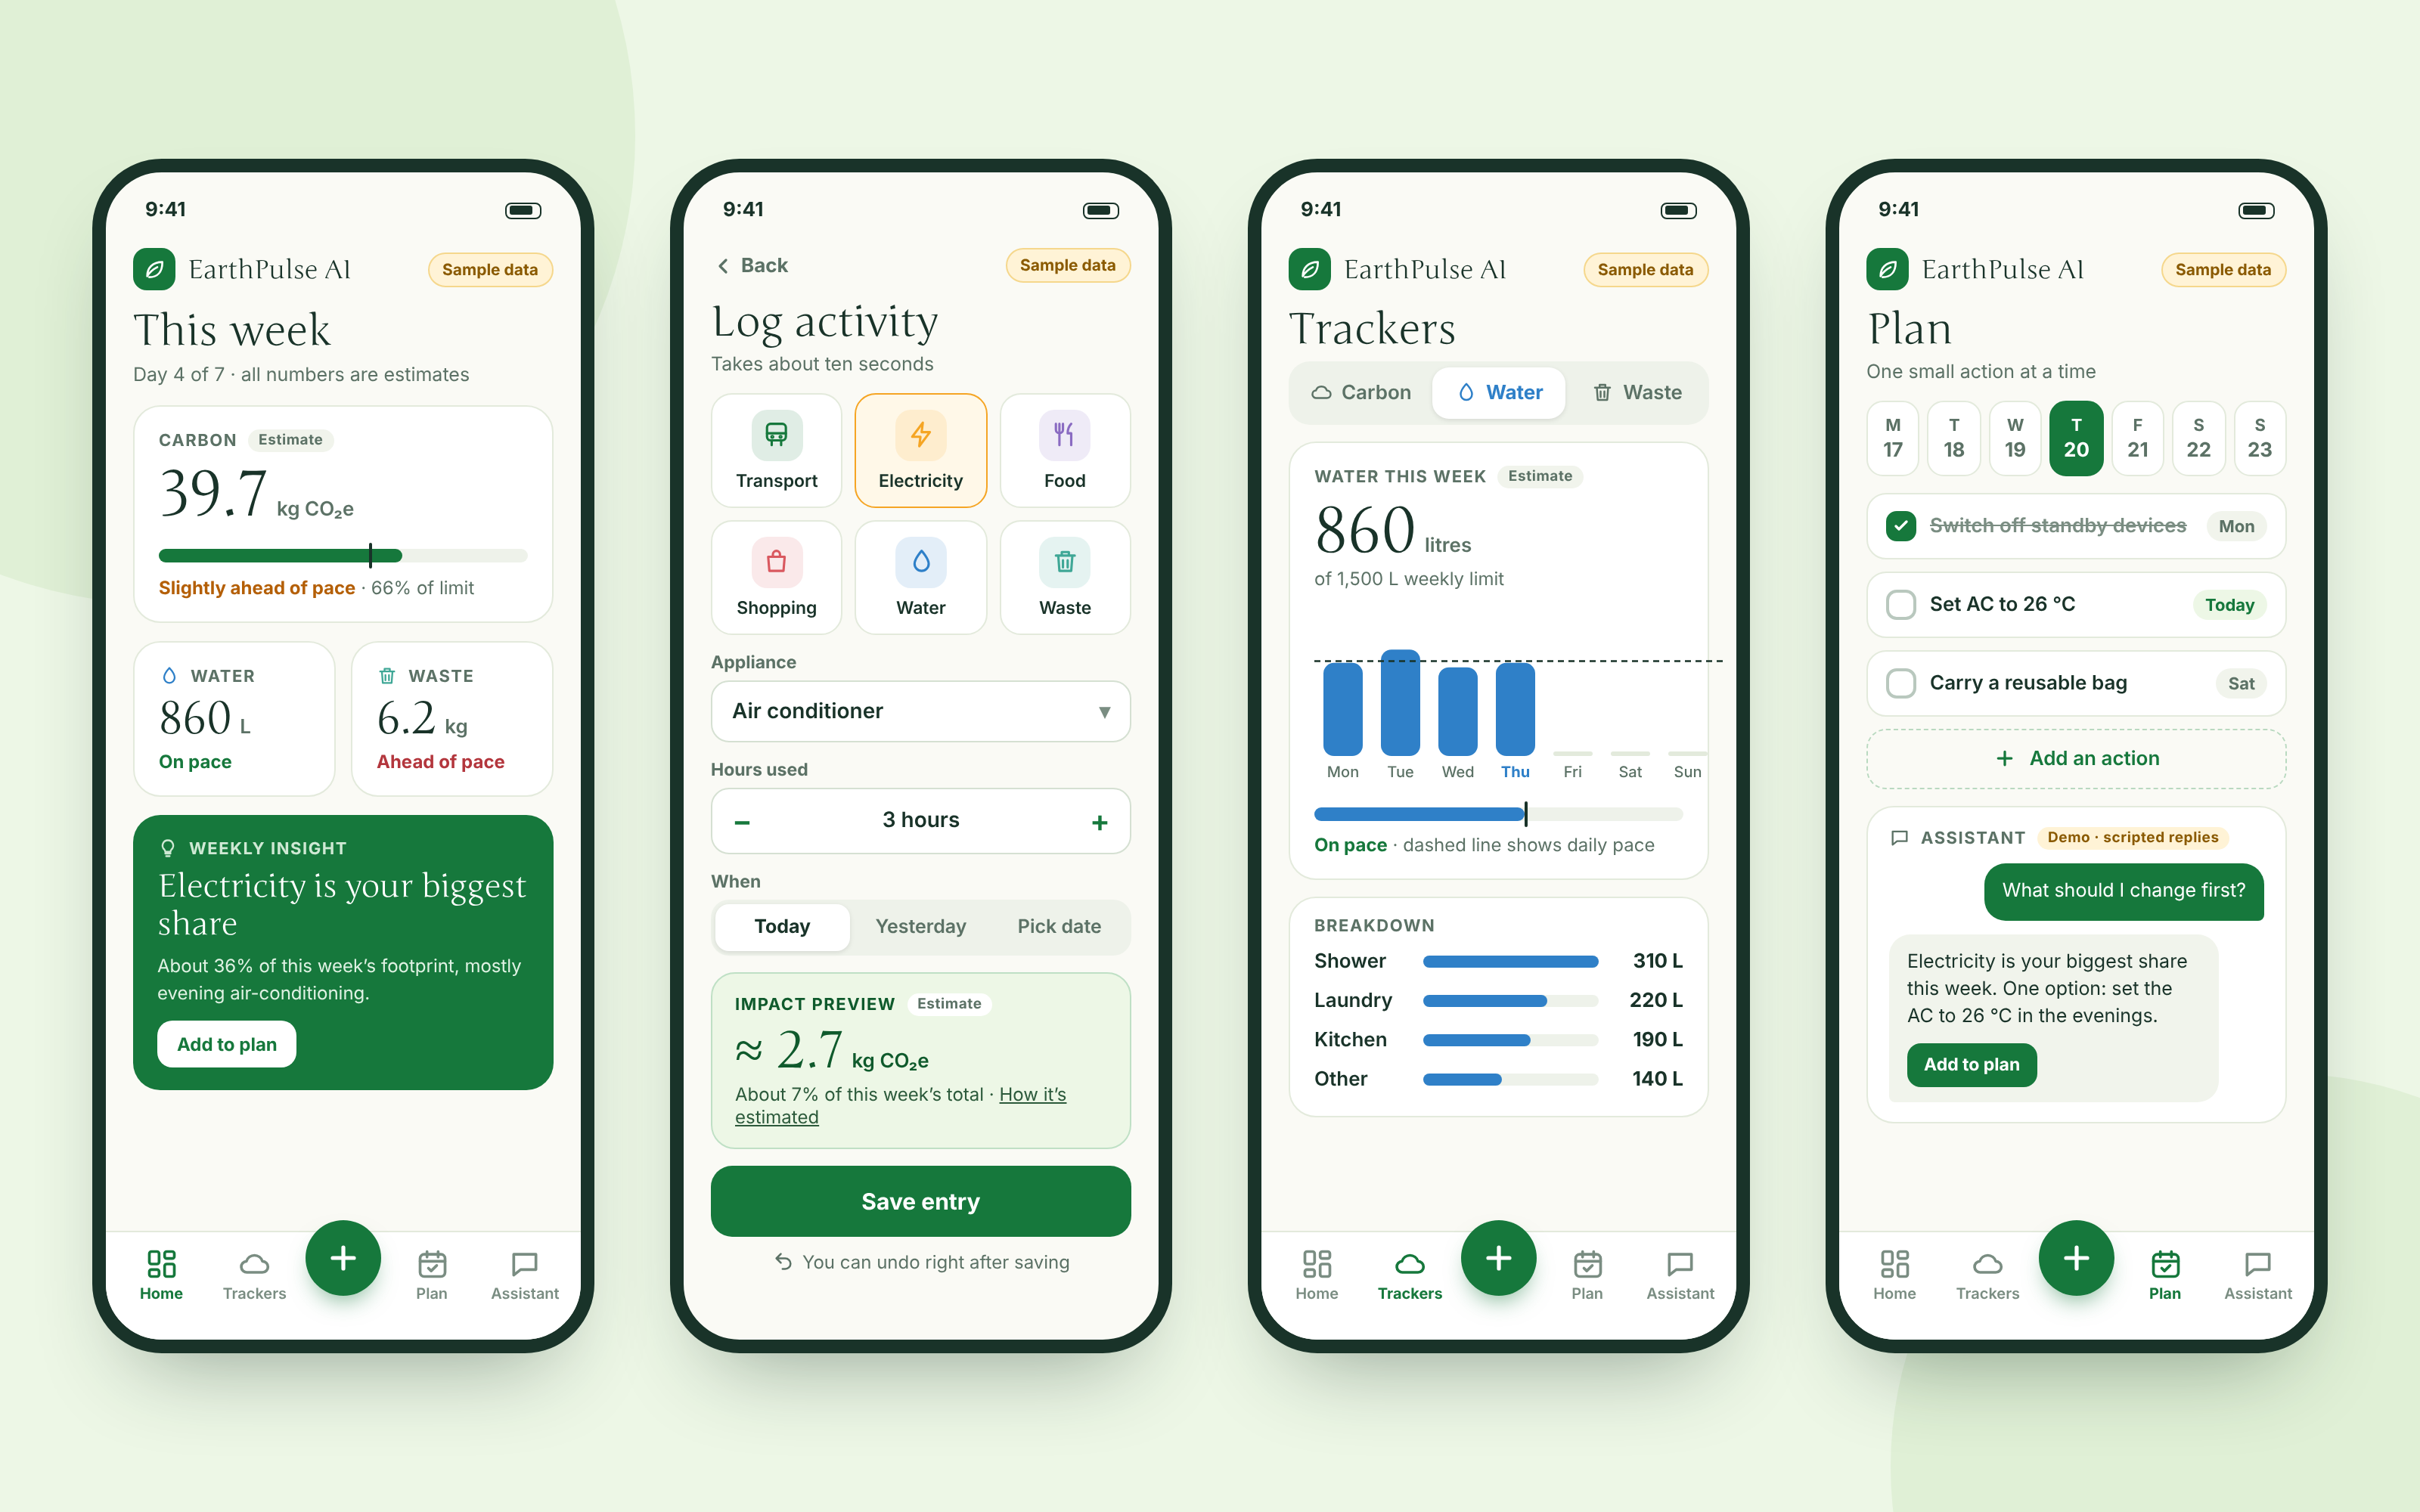 9:41
EarthPulse AI
Sample data
This week
Day 4 of 7 · all numbers are estimates
CARBON Estimate
39.7 kg CO₂e
Slightly ahead of pace · 66% of limit
WATER
860 L
On pace
WASTE
6.2 kg
Ahead of pace
WEEKLY INSIGHT
Electricity is your biggest
share
About 36% of this week’s footprint, mostly
evening air-conditioning.
Add to plan
Home Trackers Plan Assistant
9:41
Back
Sample data
Log activity
Takes about ten seconds
Transport Electricity Food
Shopping Water Waste
Appliance
Air conditioner
Hours used
− 3 hours +
When
Today Yesterday Pick date
IMPACT PREVIEW Estimate
≈ 2.7 kg CO₂e
About 7% of this week’s total · How it’s
estimated
Save entry
You can undo right after saving
9:41
EarthPulse AI
Sample data
Trackers
Carbon Water Waste
WATER THIS WEEK Estimate
860 litres
of 1,500 L weekly limit
Mon Tue Wed Thu Fri Sat Sun
On pace · dashed line shows daily pace
BREAKDOWN
Shower 310 L
Laundry 220 L
Kitchen 190 L
Other 140 L
Home Trackers Plan Assistant
9:41
EarthPulse AI
Sample data
Plan
One small action at a time
M T W T F S S
17 18 19 20 21 22 23
Switch off standby devices Mon
Set AC to 26 °C Today
Carry a reusable bag Sat
+ Add an action
ASSISTANT Demo · scripted replies
What should I change first?
Electricity is your biggest share
this week. One option: set the
AC to 26 °C in the evenings.
Add to plan
Home Trackers Plan Assistant